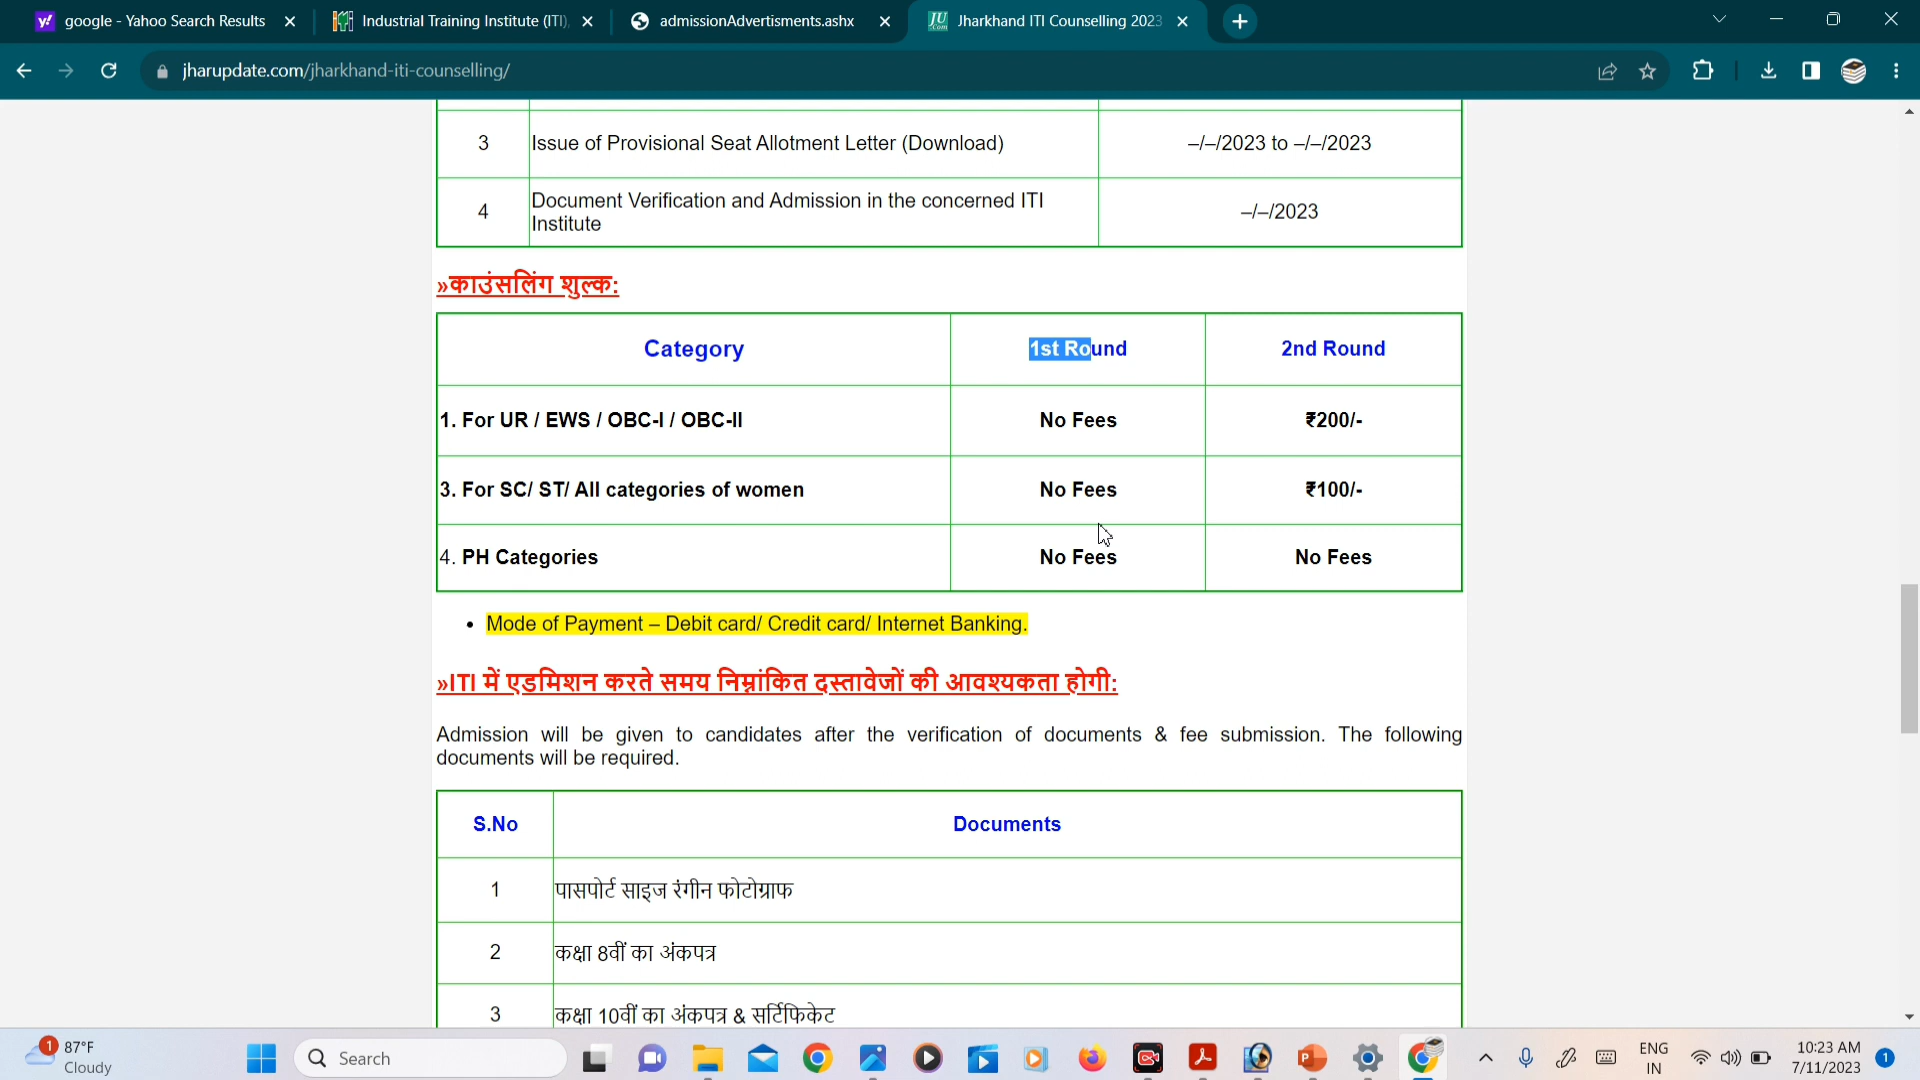 google - Yahoo Search Results
Industrial Training Institute (ITI),
admissionAdvertisments.ashx
Jharkhand ITI Counselling 2023
jharupdate.com/jharkhand-iti-counselling/
3 Issue of Provisional Seat Allotment Letter (Download) –/–/2023 to –/–/2023
4 Document Verification and Admission in the concerned ITI Institute –/–/2023
»काउंसलिंग शुल्क:
Category 1st Round 2nd Round
1. For UR / EWS / OBC-I / OBC-II No Fees ₹200/-
3. For SC/ ST/ All categories of women No Fees ₹100/-
4. PH Categories No Fees No Fees
• Mode of Payment – Debit card/ Credit card/ Internet Banking.
»ITI में एडमिशन करते समय निम्नांकित दस्तावेजों की आवश्यकता होगी:
Admission will be given to candidates after the verification of documents & fee submission. The following
documents will be required.
S.No Documents
1 पासपोर्ट साइज रंगीन फोटोग्राफ
2 कक्षा 8वीं का अंकपत्र
3 कक्षा 10वीं का अंकपत्र & सर्टिफिकेट
1 87°F
Cloudy
Search
ENG
IN
10:23 AM
7/11/2023
1